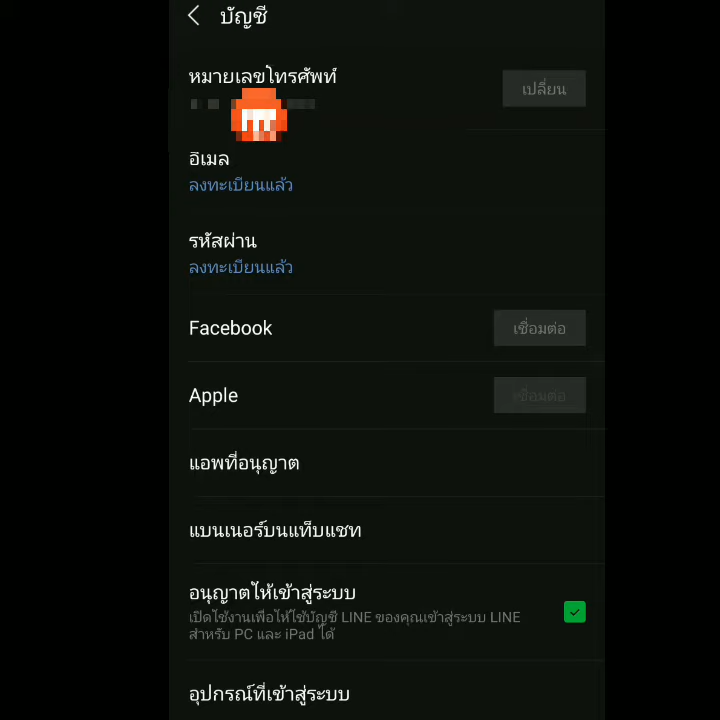 บัญชี
หมายเลขโทรศัพท์
เปลี่ยน
อีเมล
ลงทะเบียนแล้ว
รหัสผ่าน
ลงทะเบียนแล้ว
Facebook
เชื่อมต่อ
Apple
เชื่อมต่อ
แอพที่อนุญาต
แบนเนอร์บนแท็บแชท
อนุญาตให้เข้าสู่ระบบ
เปิดใช้งานเพื่อให้ใช้บัญชี LINE ของคุณเข้าสู่ระบบ LINE
สำหรับ PC และ iPad ได้
อุปกรณ์ที่เข้าสู่ระบบ